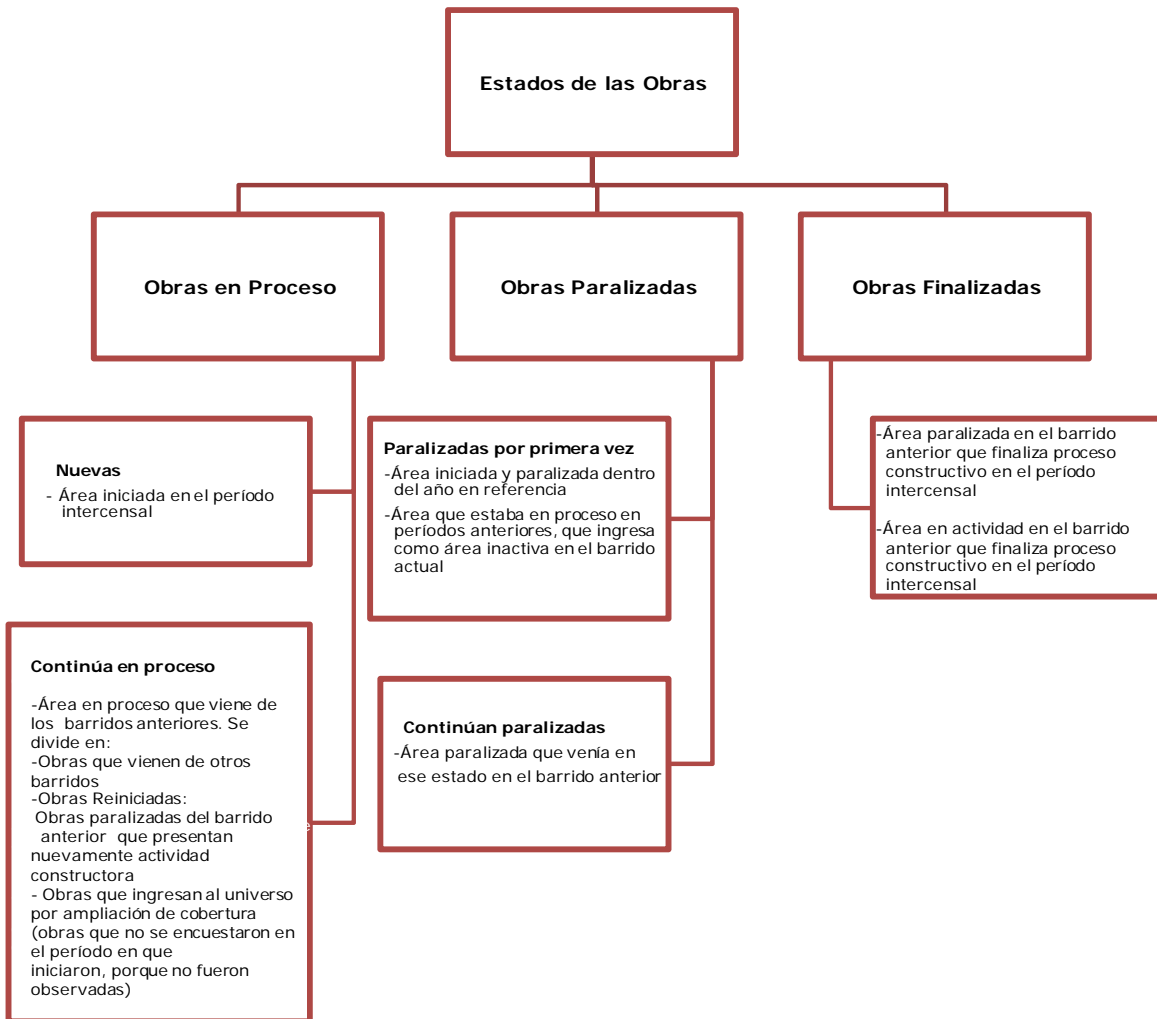 Estados de las Obras
Obras en Proceso
Obras Paralizadas
Obras Finalizadas
Nuevas
- Área iniciada en el período
intercensal
Continúa en proceso
-Área en proceso que viene de
los barridos anteriores. Se
divide en:
-Obras que vienen de otros
barridos
-Obras Reiniciadas:
Obras paralizadas del barrido
anterior que presentan
nuevamente actividad
constructora
- Obras que ingresan al universo
por ampliación de cobertura
(obras que no se encuestaron en
el período en que
iniciaron, porque no fueron
observadas)
Paralizadas por primera vez
-Área iniciada y paralizada dentro
del año en referencia
-Área que estaba en proceso en
períodos anteriores, que ingresa
como área inactiva en el barrido
actual
Continúan paralizadas
-Área paralizada que venía en
ese estado en el barrido anterior
-Área paralizada en el barrido
anterior que finaliza proceso
constructivo en el período
intercensal
-Área en actividad en el barrido
anterior que finaliza proceso
constructivo en el período
intercensal